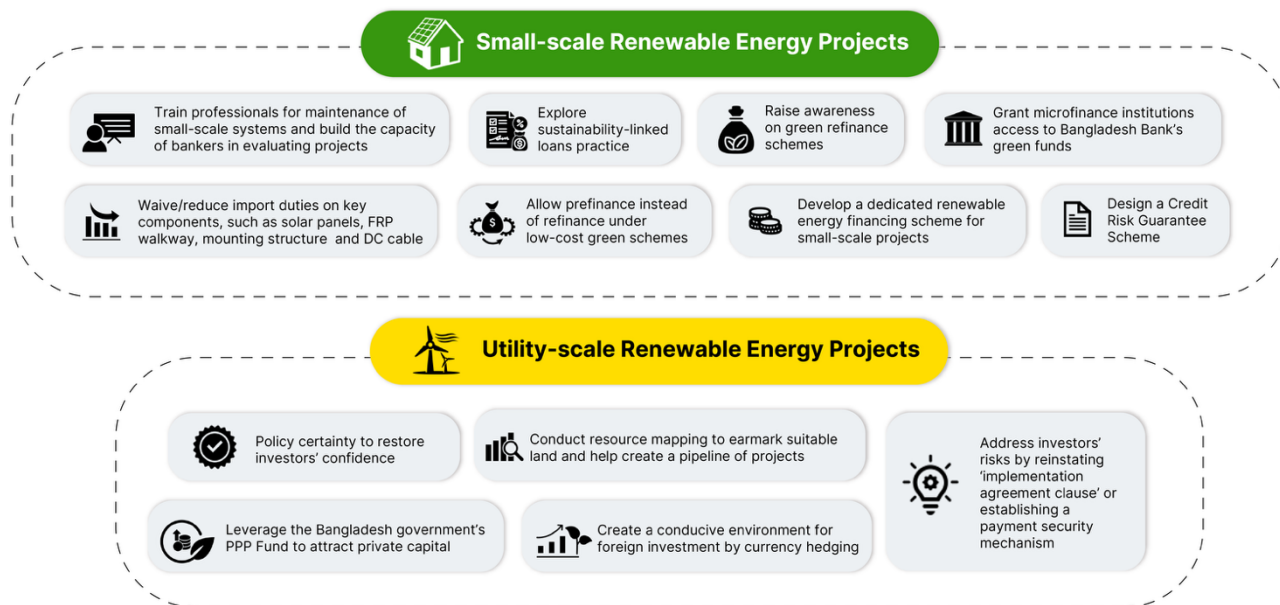 Small-scale Renewable Energy Projects
Train professionals for maintenance of
small-scale systems and build the capacity
of bankers in evaluating projects
Explore
sustainability-linked
loans practice
Raise awareness
on green refinance
schemes
Grant microfinance institutions
access to Bangladesh Bank's
green funds
Waive/reduce import duties on key
components, such as solar panels, FRP
walkway, mounting structure and DC cable
Allow prefinance instead
of refinance under
low-cost green schemes
Develop a dedicated renewable
energy financing scheme for
small-scale projects
Design a Credit
Risk Guarantee
Scheme
Utility-scale Renewable Energy Projects
Policy certainty to restore
investors' confidence
Conduct resource mapping to earmark suitable
land and help create a pipeline of projects
Address investors'
risks by reinstating
'implementation
agreement clause' or
establishing a
payment security
mechanism
Leverage the Bangladesh government's
PPP Fund to attract private capital
Create a conducive environment for
foreign investment by currency hedging